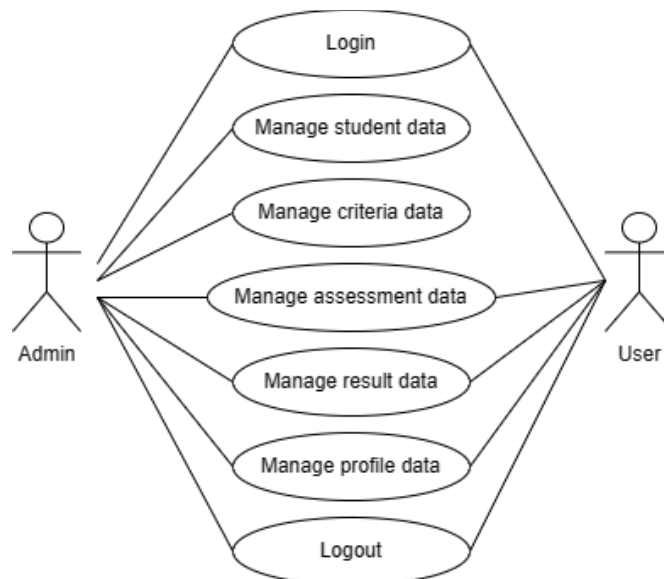 Login
Manage student data
Manage criteria data
Manage assessment data
Admin
User
Manage result data
Manage profile data
Logout